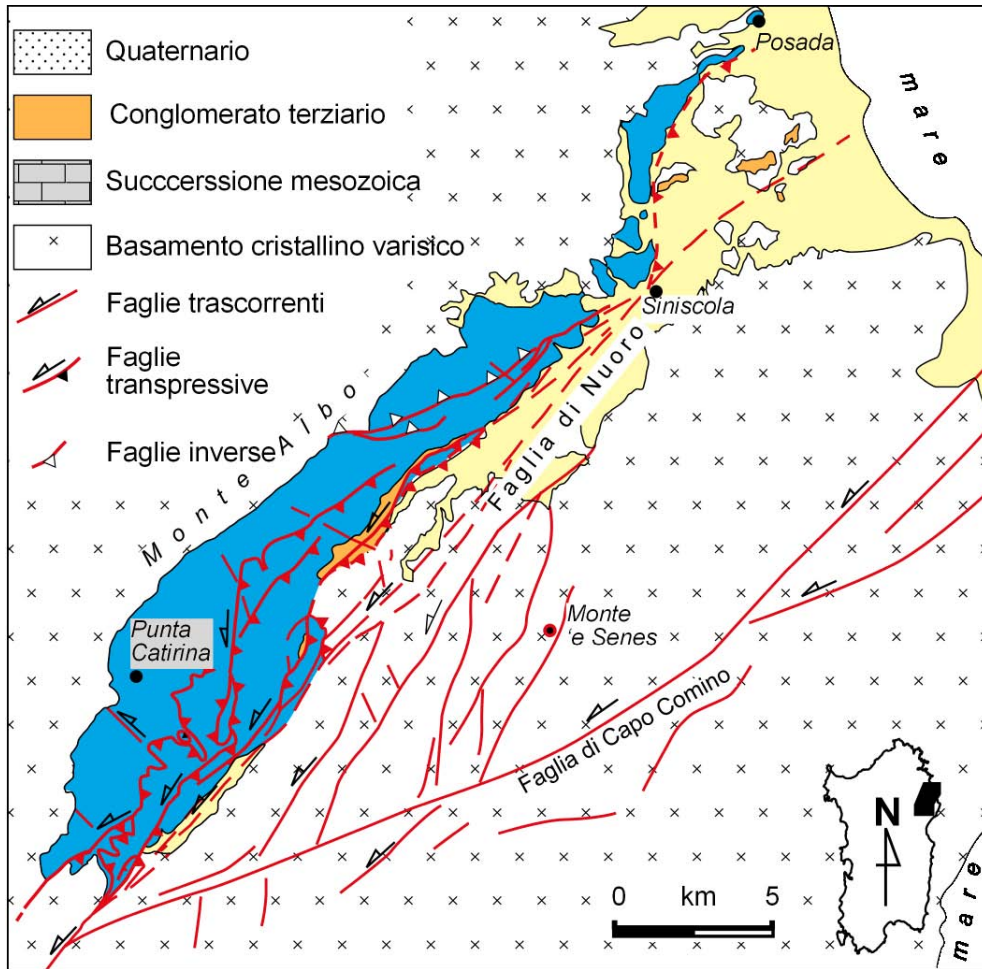 Quaternario
Conglomerato terziario
Succcerssione mesozoica
Basamento cristallino varisico
Faglie trascorrenti
Faglie
transpressive
Faglie inverse
Posada
mare
Siniscola
Faglia di Nuoro
Monte Albo
Punta
Catirina
Monte
'e Senes
Faglia di Capo Comino
N
0 km 5
mare